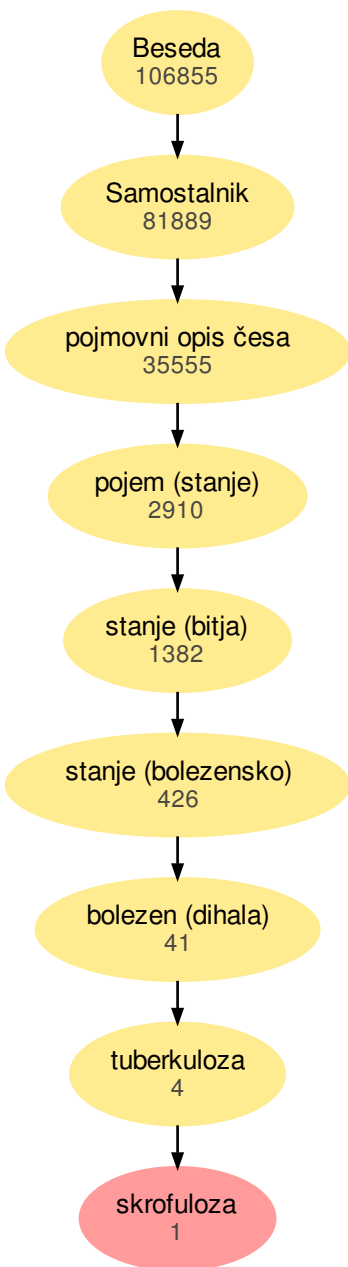 Beseda
106855
Samostalnik
81889
pojmovni opis česa
35555
pojem (stanje)
2910
stanje (bitja)
1382
stanje (bolezensko)
426
bolezen (dihala)
41
tuberkuloza
4
skrofuloza
1